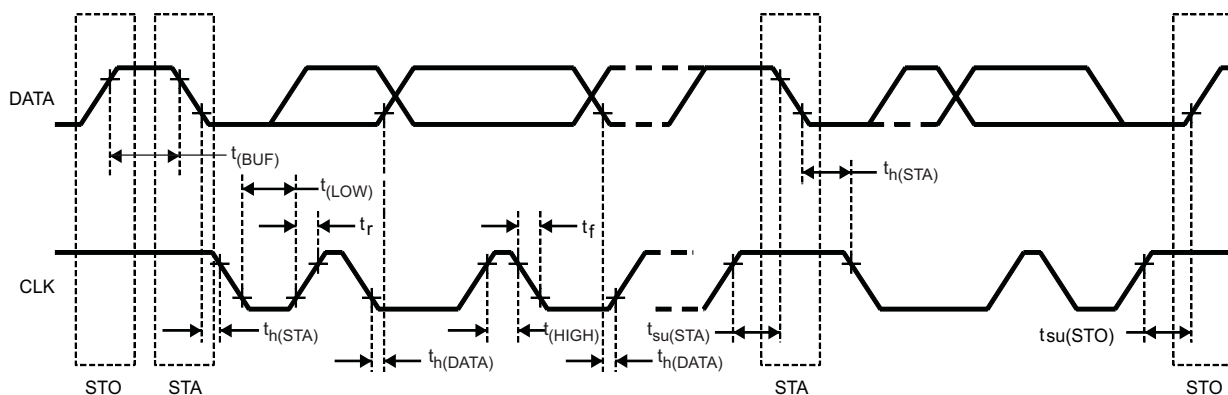 DATA
t(BUF)
t(LOW)
th(STA)
tr
tf
CLK
th(STA)
t(HIGH)
tsu(STA)
tsu(STO)
th(DATA)
th(DATA)
STO
STA
STA
STO